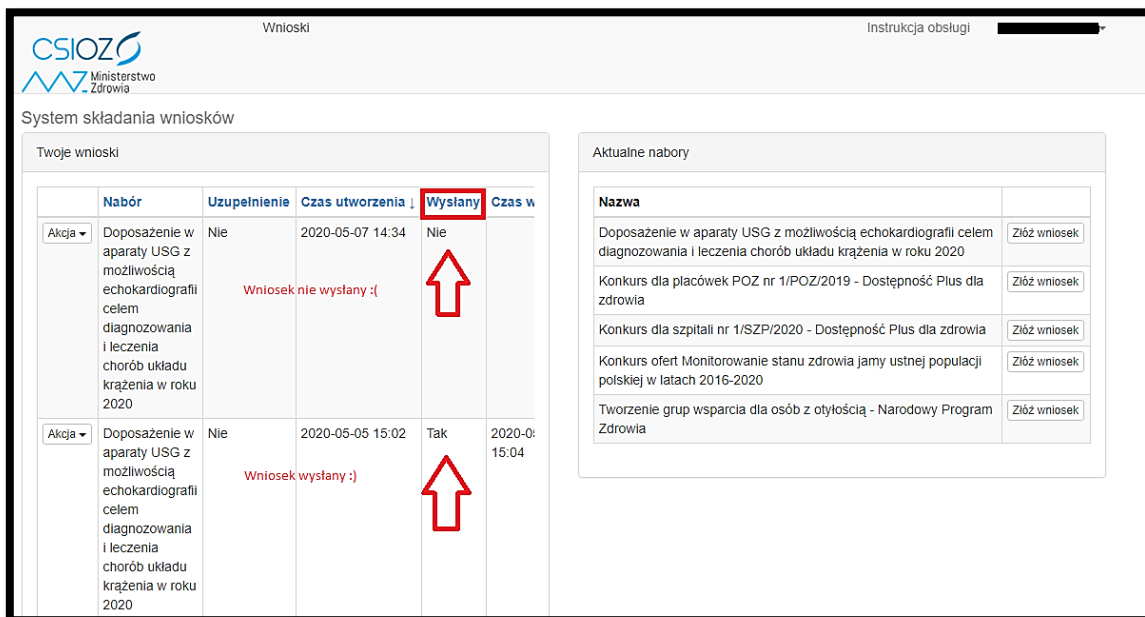 Wnioski
Instrukcja obsługi
CSIOZ
Ministerstwo
Zdrowia
System składania wniosków
Twoje wnioski
Nabór Uzupełnienie Czas utworzenia ↓ Wysłany Czas w
Akcja
Doposażenie w
aparaty USG z
możliwością
echokardiografii
celem
diagnozowania
i leczenia
chorób układu
krążenia w roku
2020
Nie
2020-05-07 14:34
Nie
Wniosek nie wysłany :(
Akcja
Doposażenie w
aparaty USG z
możliwością
echokardiografii
celem
diagnozowania
i leczenia
chorób układu
krążenia w roku
2020
Nie
2020-05-05 15:02
Tak
2020-0
15:04
Wniosek wysłany :)
Aktualne nabory
Nazwa
Doposażenie w aparaty USG z możliwością echokardiografii celem
diagnozowania i leczenia chorób układu krążenia w roku 2020
Złóż wniosek
Konkurs dla placówek POZ nr 1/POZ/2019 - Dostępność Plus dla
zdrowia
Złóż wniosek
Konkurs dla szpitali nr 1/SZP/2020 - Dostępność Plus dla zdrowia
Złóż wniosek
Konkurs ofert Monitorowanie stanu zdrowia jamy ustnej populacji
polskiej w latach 2016-2020
Złóż wniosek
Tworzenie grup wsparcia dla osób z otyłością - Narodowy Program
Zdrowia
Złóż wniosek